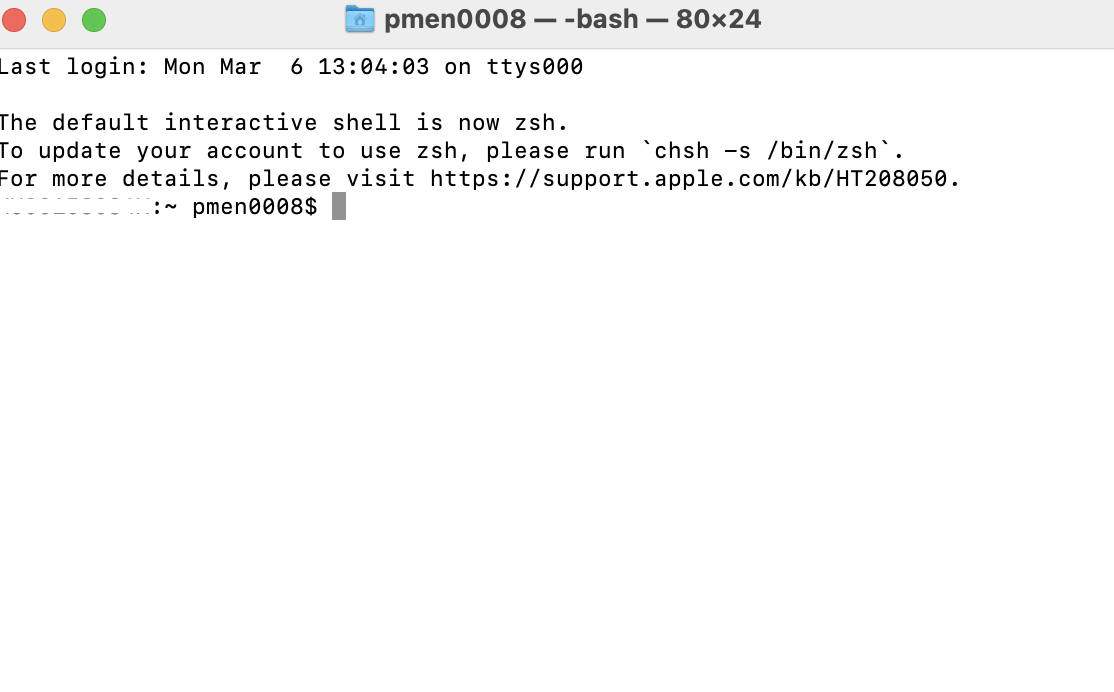 pmen0008 — -bash — 80×24
Last login: Mon Mar  6 13:04:03 on ttys000
The default interactive shell is now zsh.
To update your account to use zsh, please run `chsh -s /bin/zsh`.
For more details, please visit https://support.apple.com/kb/HT208050.
:~ pmen0008$